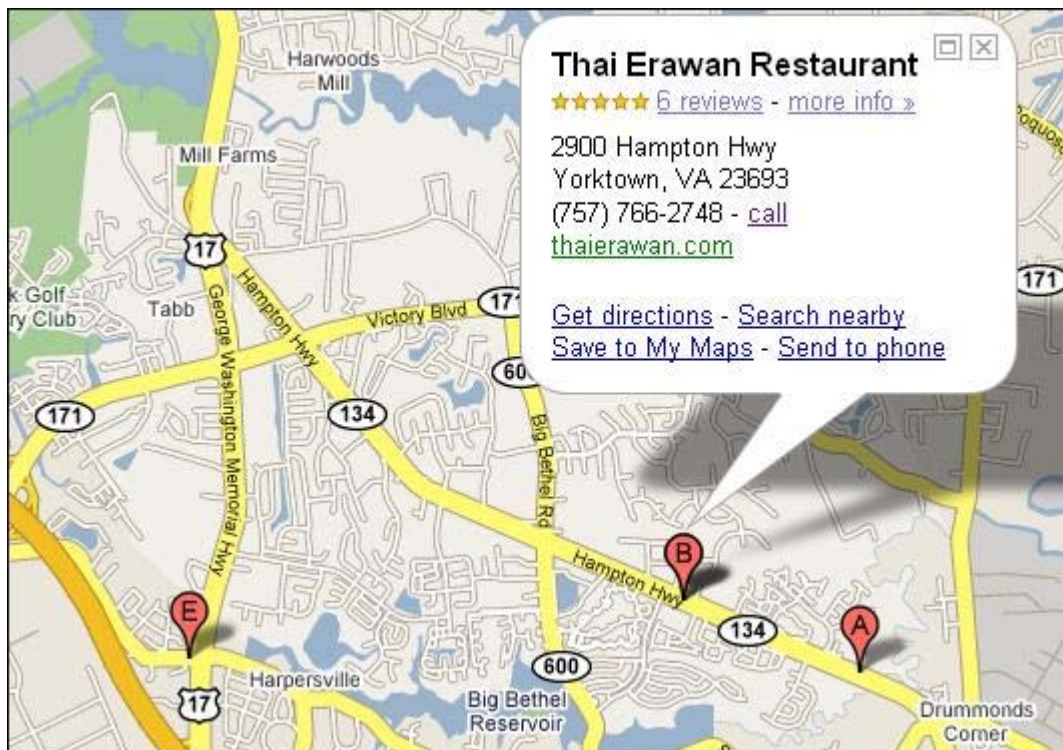 Thai Erawan Restaurant
6 reviews - more info »
2900 Hampton Hwy
Yorktown, VA 23693
(757) 766-2748 - call
thaierawan.com
Get directions - Search nearby
Save to My Maps - Send to phone
Harwoods
Mill
Mill Farms
17
k Golf
ry Club
Tabb
George Washington Memorial Hwy
Hampton Hwy
Victory Blvd
171
171
171
134
60
Big Bethel Rd
Hampton Hwy
B
E
A
134
600
17
Harpersville
Big Bethel
Reservoir
Drummonds
Corner